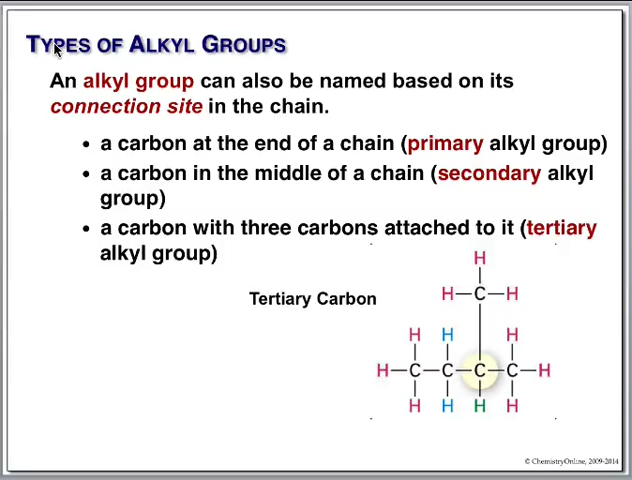 TYPES OF ALKYL GROUPS
An alkyl group can also be named based on its
connection site in the chain.
• a carbon at the end of a chain (primary alkyl group)
• a carbon in the middle of a chain (secondary alkyl
group)
• a carbon with three carbons attached to it (tertiary
alkyl group)
H
Tertiary Carbon
H—C—H
H H H
H—C—C—C—C—H
H H H H
© ChemistryOnline, 2009-2014